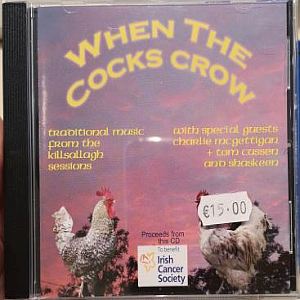 WHEN THE
COCKS CROW
traditional music
from the
killsallagh
sessions
with special guests
charlie mcgettigan
+ tom cussen
and shaskeen
€15.00
Proceeds from
this CD
To benefit
Irish
Cancer
Society